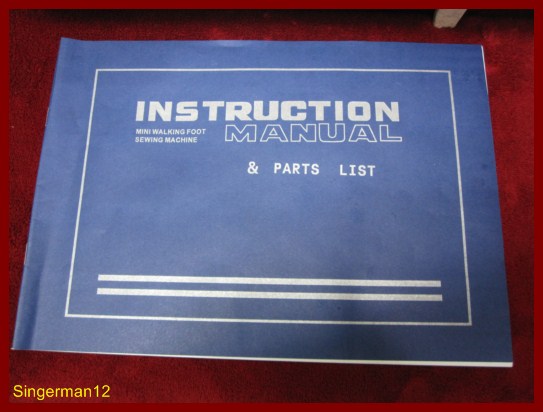 INSTRUCTION
MINI WALKING FOOT MANUAL
SEWING MACHINE
& PARTS LIST
Singerman12